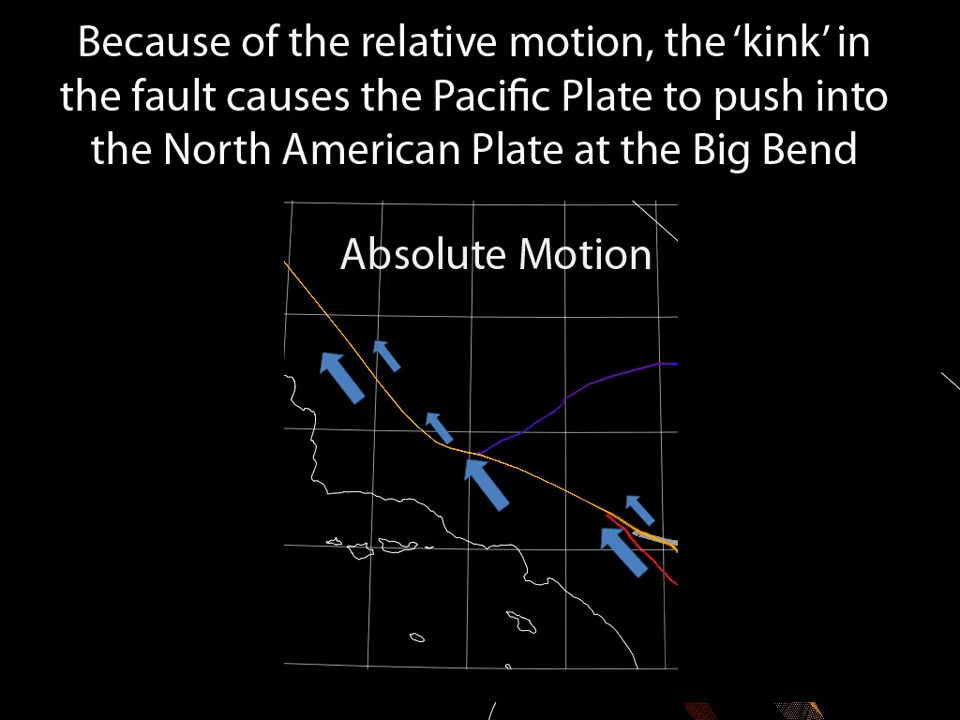 Because of the relative motion, the ‘kink’ in
the fault causes the Pacific Plate to push into
the North American Plate at the Big Bend
Absolute Motion